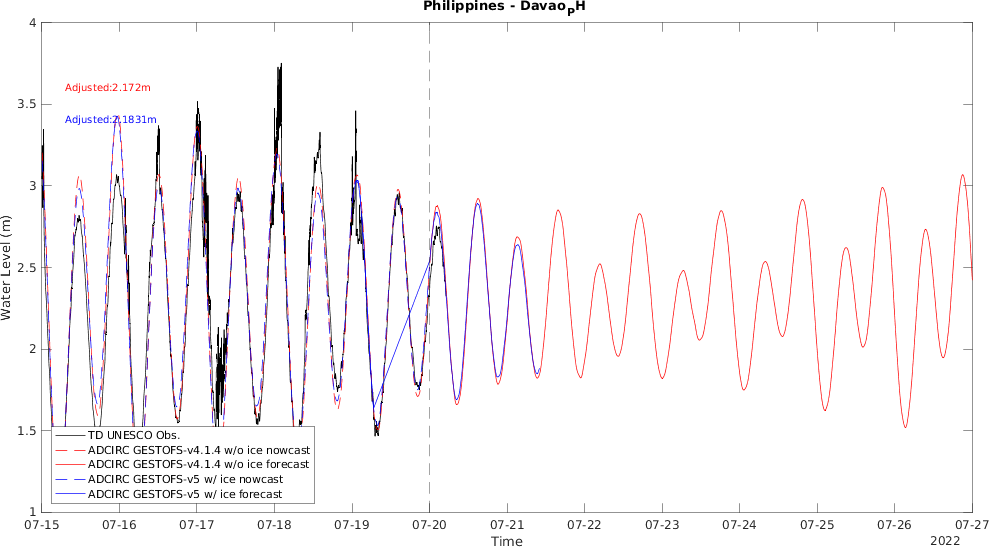 Philippines - Davao_pH
4
3.5
3
2.5
2
1.5
1
Water Level (m)
Adjusted:2.172m
Adjusted:2.1831m
TD UNESCO Obs.
ADCIRC GESTOFS-v4.1.4 w/o ice nowcast
ADCIRC GESTOFS-v4.1.4 w/o ice forecast
ADCIRC GESTOFS-v5 w/ ice nowcast
ADCIRC GESTOFS-v5 w/ ice forecast
07-15 07-16 07-17 07-18 07-19 07-20 07-21 07-22 07-23 07-24 07-25 07-26 07-27
Time
2022